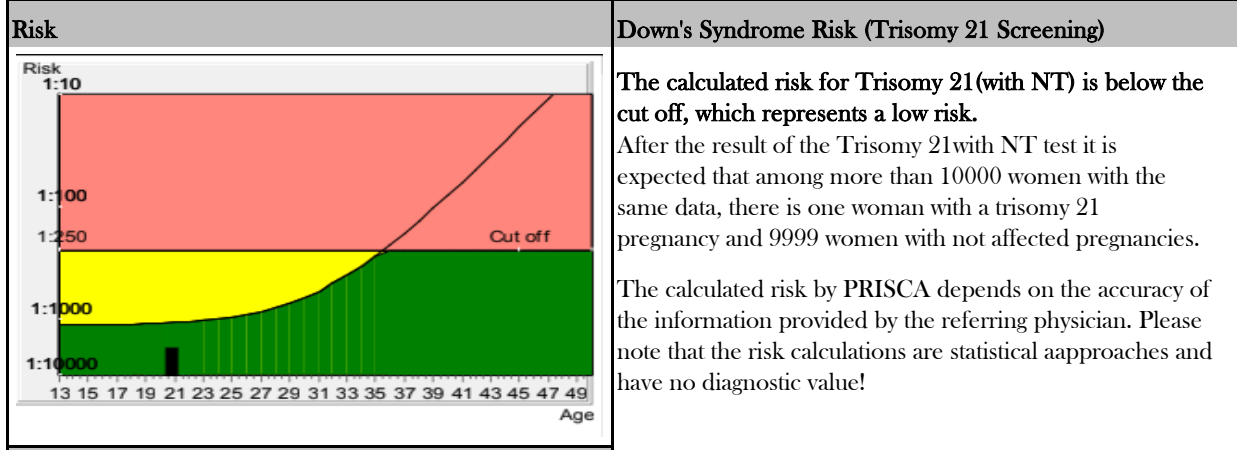 Risk
Down's Syndrome Risk (Trisomy 21 Screening)
Risk
1:10
1:100
1:250
Cut off
1:1000
1:10000
13 15 17 19 21 23 25 27 29 31 33 35 37 39 41 43 45 47 49
Age
The calculated risk for Trisomy 21(with NT) is below the
cut off, which represents a low risk.
After the result of the Trisomy 21with NT test it is
expected that among more than 10000 women with the
same data, there is one woman with a trisomy 21
pregnancy and 9999 women with not affected pregnancies.
The calculated risk by PRISCA depends on the accuracy of
the information provided by the referring physician. Please
note that the risk calculations are statistical aapproaches and
have no diagnostic value!